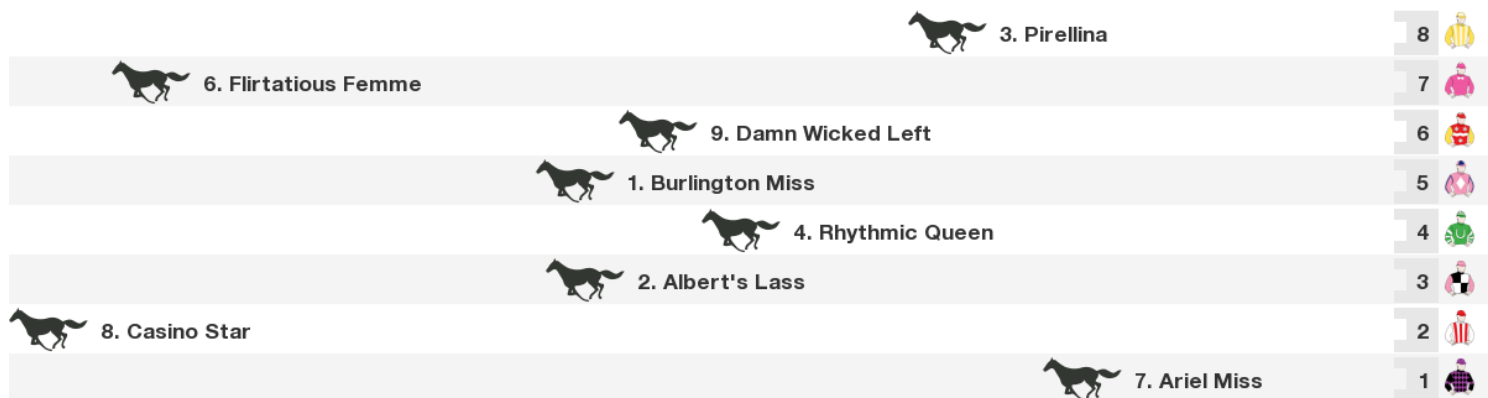 3. Pirellina 8
6. Flirtatious Femme 7
9. Damn Wicked Left 6
1. Burlington Miss 5
4. Rhythmic Queen 4
2. Albert's Lass 3
8. Casino Star 2
7. Ariel Miss 1